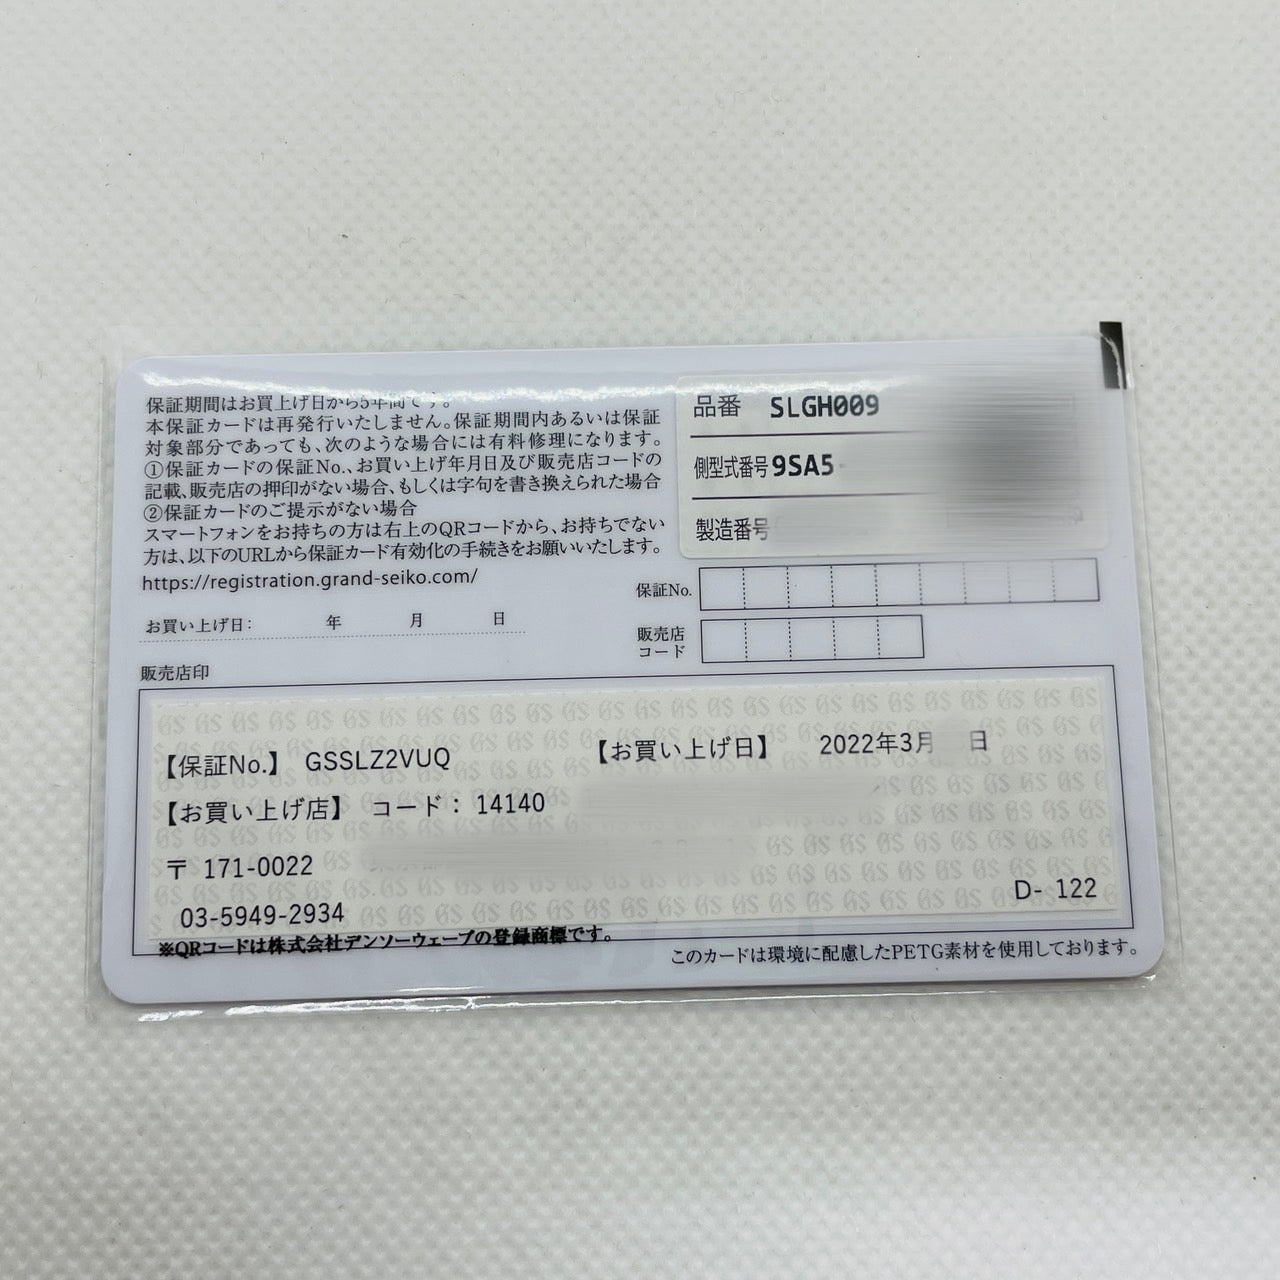 保証期間はお買上げ日から5年間です。
本保証カードは再発行いたしません。保証期間内あるいは保証
対象部分であっても、次のような場合には有料修理になります。
①保証カードの保証No.、お買い上げ年月日及び販売店コードの
記載、販売店の押印がない場合、もしくは字句を書き換えられた場合
②保証カードのご提示がない場合
スマートフォンをお持ちの方は右上のQRコードから、お持ちでない
方は、以下のURLから保証カード有効化の手続きをお願いいたします。
https://registration.grand-seiko.com/
お買い上げ日: 年 月 日
品番 SLGH009
側型式番号 9SA5-
製造番号
保証No.
販売店
コード
販売店印
【保証No.】 GSSLZ2VUQ 【お買い上げ日】 2022年3月 日
【お買い上げ店】 コード: 14140
〒 171-0022
03-5949-2934 D- 122
※QRコードは株式会社デンソーウェーブの登録商標です。
このカードは環境に配慮したPETG素材を使用しております。